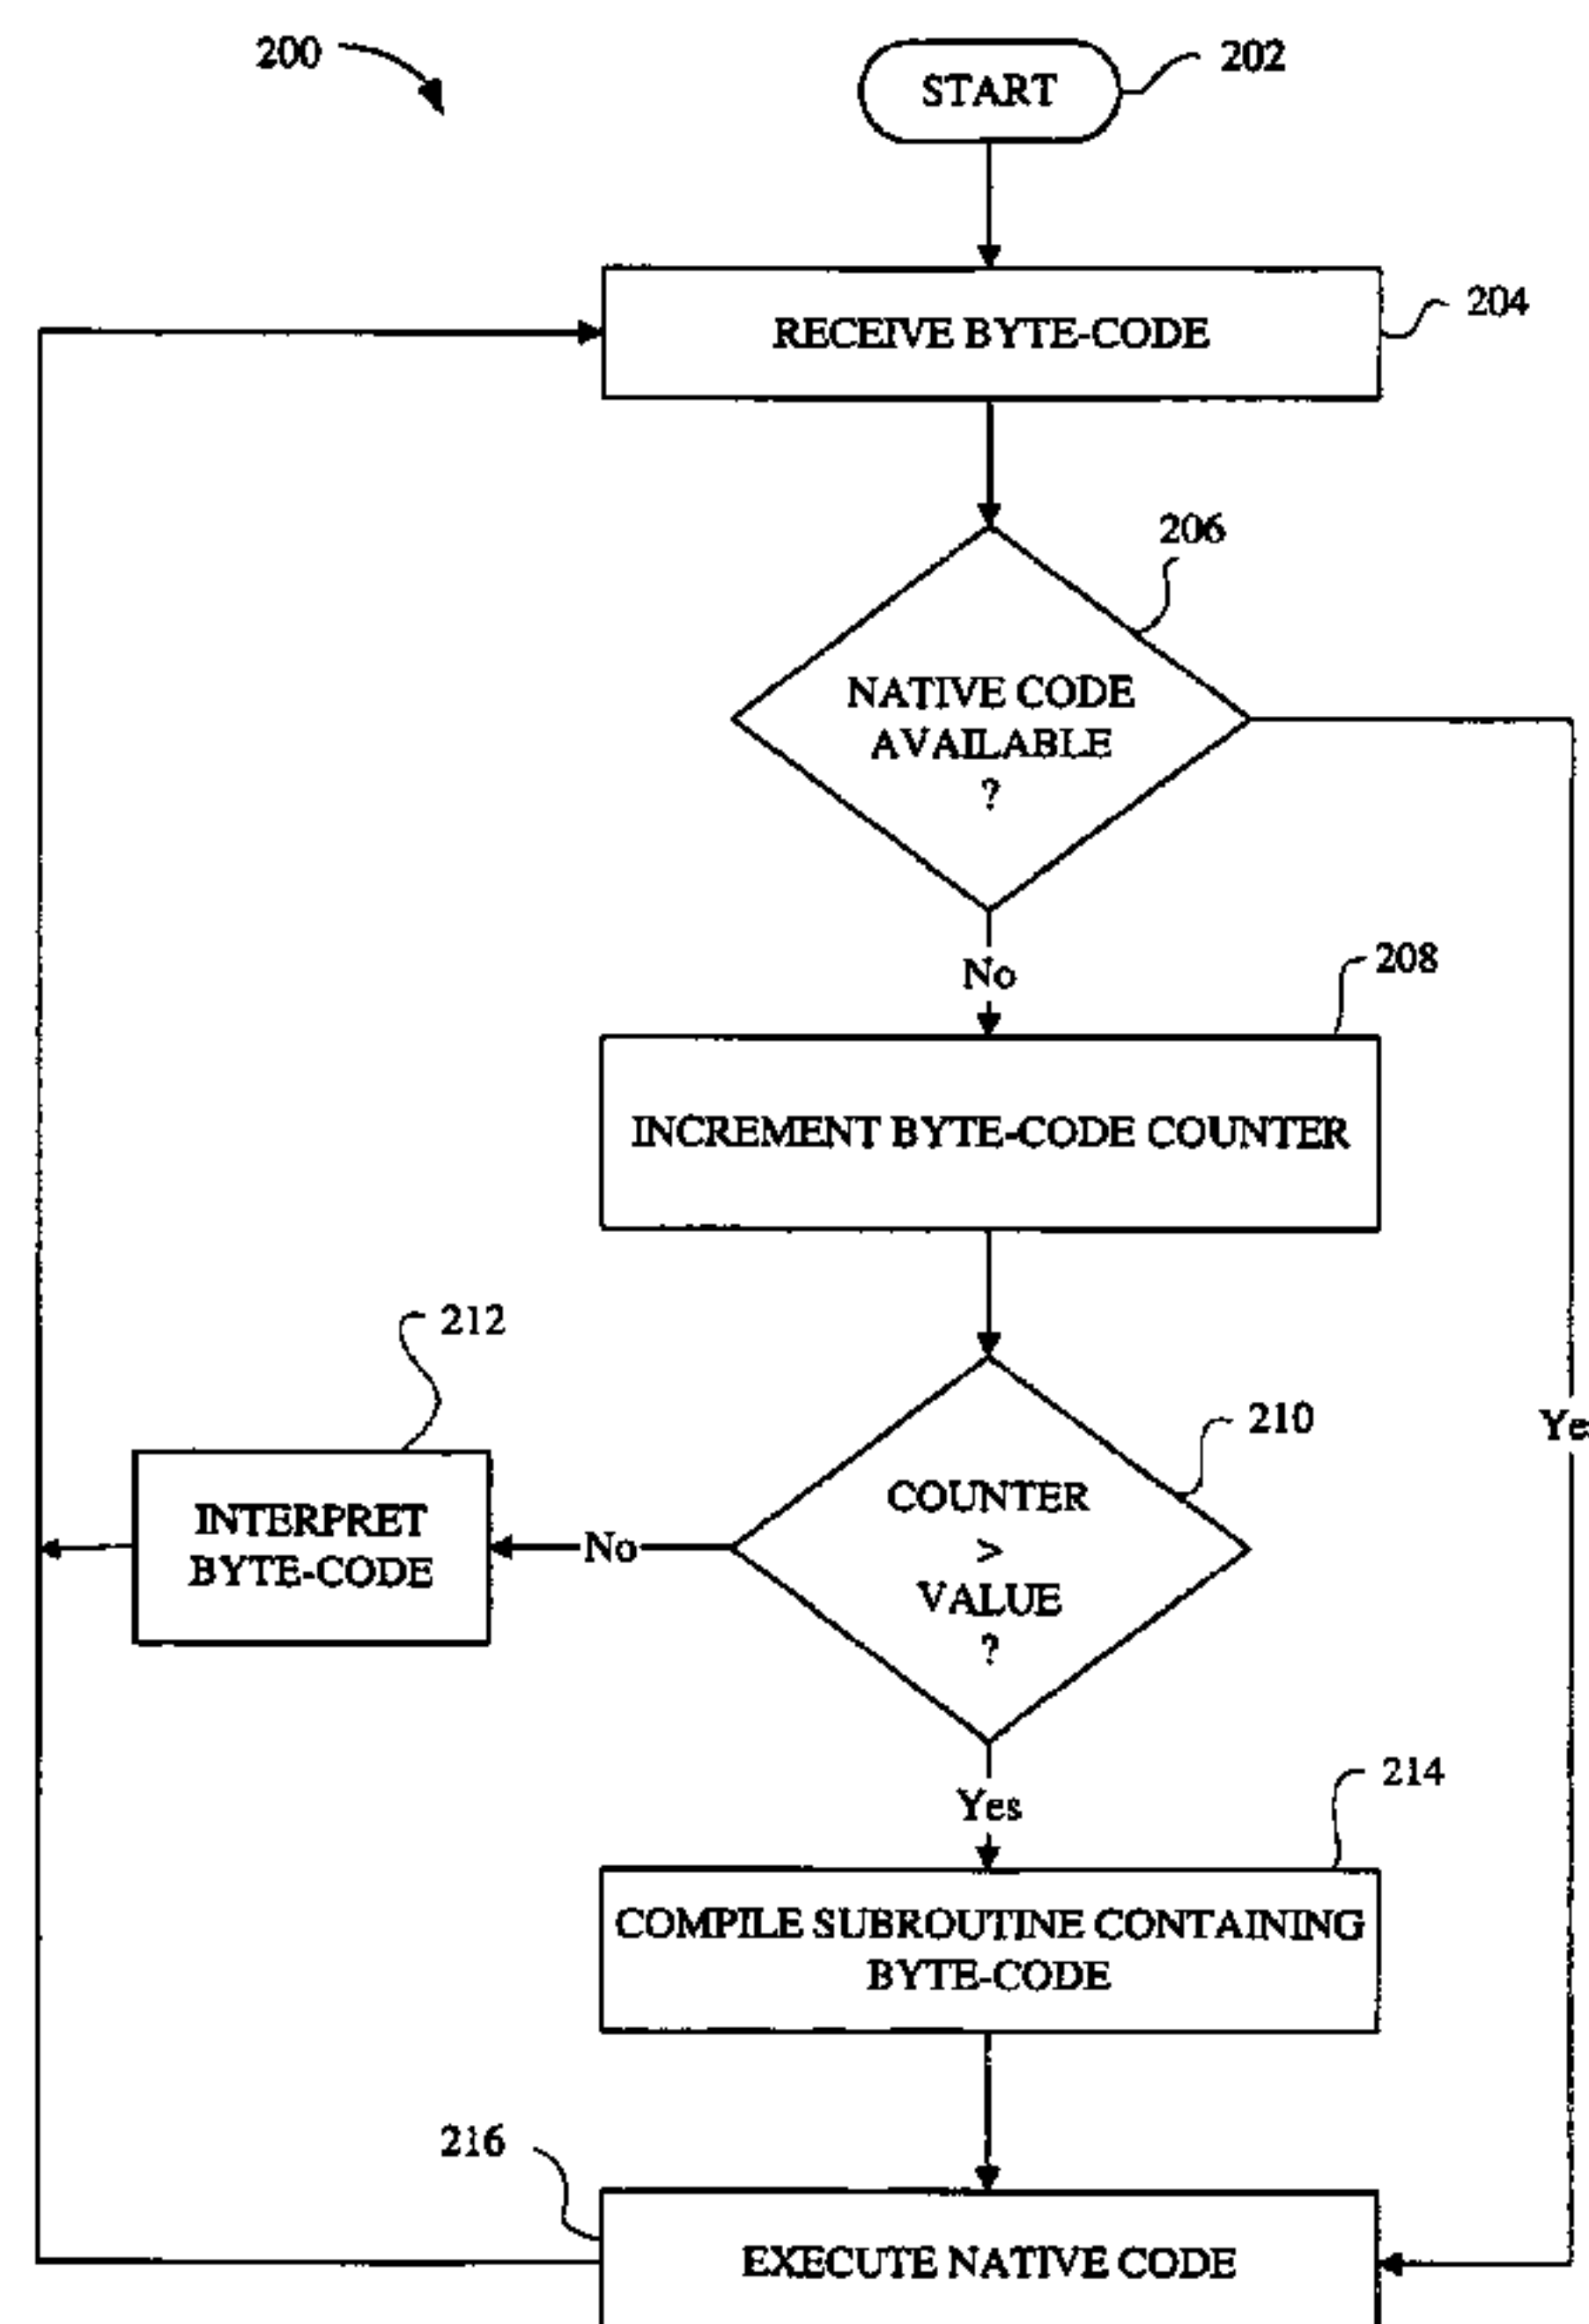 200
START
202
RECEIVE BYTE-CODE
204
206
NATIVE CODE
AVAILABLE
?
No
208
INCREMENT BYTE-CODE COUNTER
212
210
Ye
COUNTER
>
VALUE
?
INTERPRET
BYTE-CODE
No
Yes
214
COMPILE SUBROUTINE CONTAINING
BYTE-CODE
216
EXECUTE NATIVE CODE